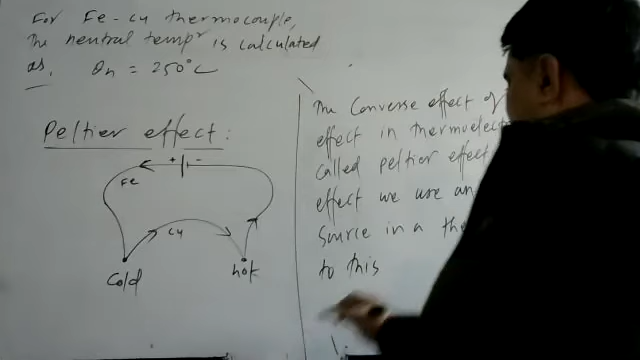 For Fe-Cu thermocouple,
The neutral tempr is calculated
as, θn = 250°C
Peltier effect:
+ -
Fe
Cu
Cold
hot
The Converse effect of
effect in thermoelect
called peltier effect
effect we use an
Source in a the
to this